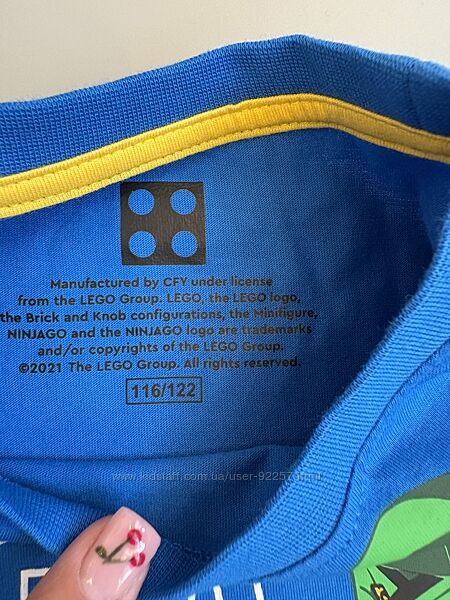 Manufactured by CFY under license
from the LEGO Group. LEGO, the LEGO logo,
the Brick and Knob configurations, the Minifigure,
NINJAGO and the NINJAGO logo are trademarks
and/or copyrights of the LEGO Group.
©2021 The LEGO Group. All rights reserved.
116/122